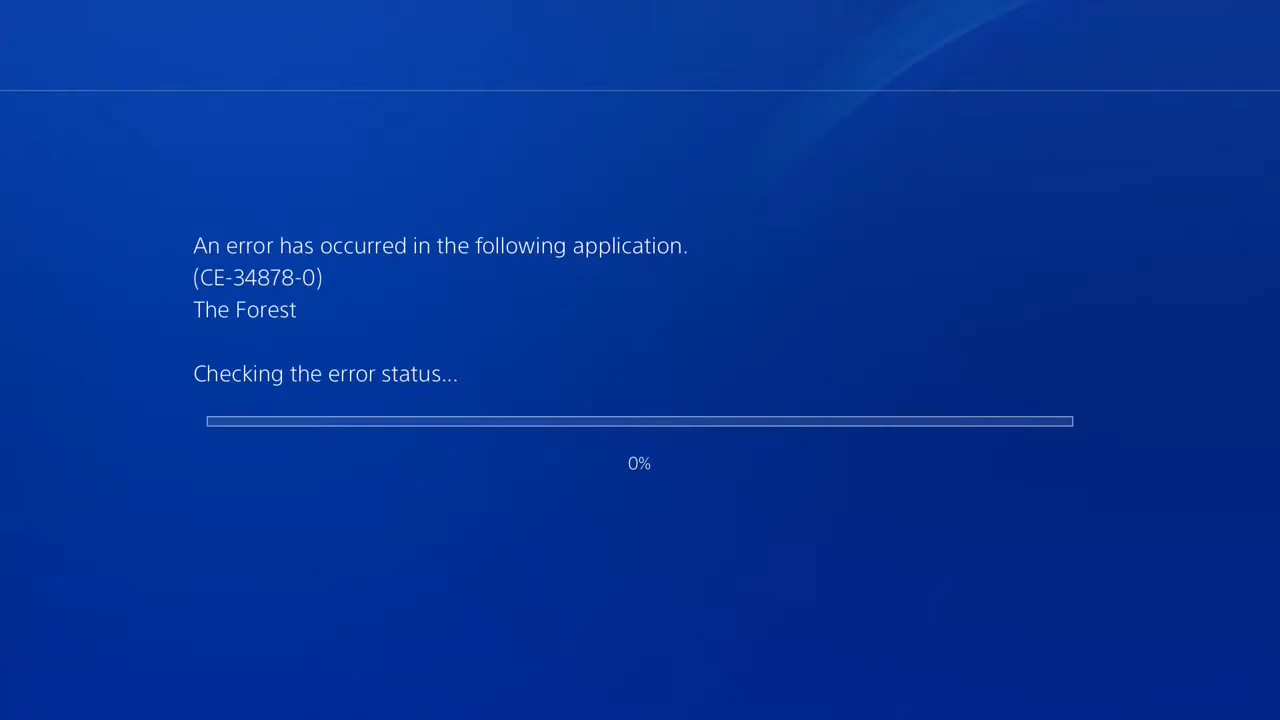 An error has occurred in the following application.
(CE-34878-0)
The Forest
Checking the error status...
0%